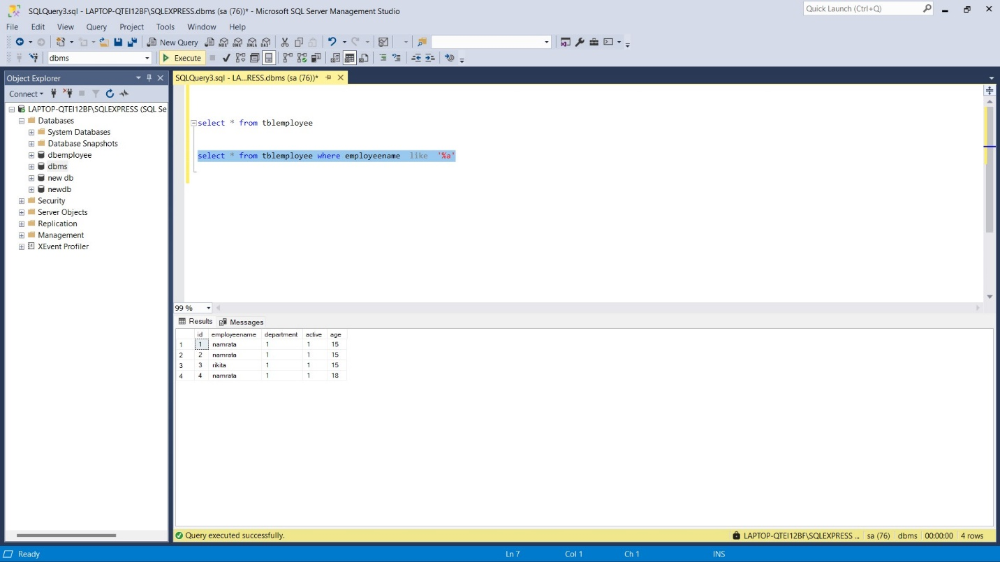 SQLQuery3.sql - LAPTOP-QTEI12BF\SQLEXPRESS.dbms (sa (76))* - Microsoft SQL Server Management Studio
Quick Launch (Ctrl+Q)
File Edit View Query Project Tools Window Help
New Query
dbms Execute
Object Explorer
SQLQuery3.sql - LA...RESS.dbms (sa (76))*
Connect
LAPTOP-QTEI12BF\SQLEXPRESS (SQL Se
Databases
System Databases
Database Snapshots
dbemployee
dbms
new db
newdb
Security
Server Objects
Replication
Management
XEvent Profiler
select * from tblemployee
select * from tblemployee where employeename like '%a'
99 %
Results Messages
id employeename department active age
1 1 namrata 1 1 15
2 2 namrata 1 1 15
3 3 rikita 1 1 15
4 4 namrata 1 1 18
Query executed successfully.
LAPTOP-QTEI12BF\SQLEXPRESS ... sa (76) dbms 00:00:00 4 rows
Ready Ln 7 Col 1 Ch 1 INS